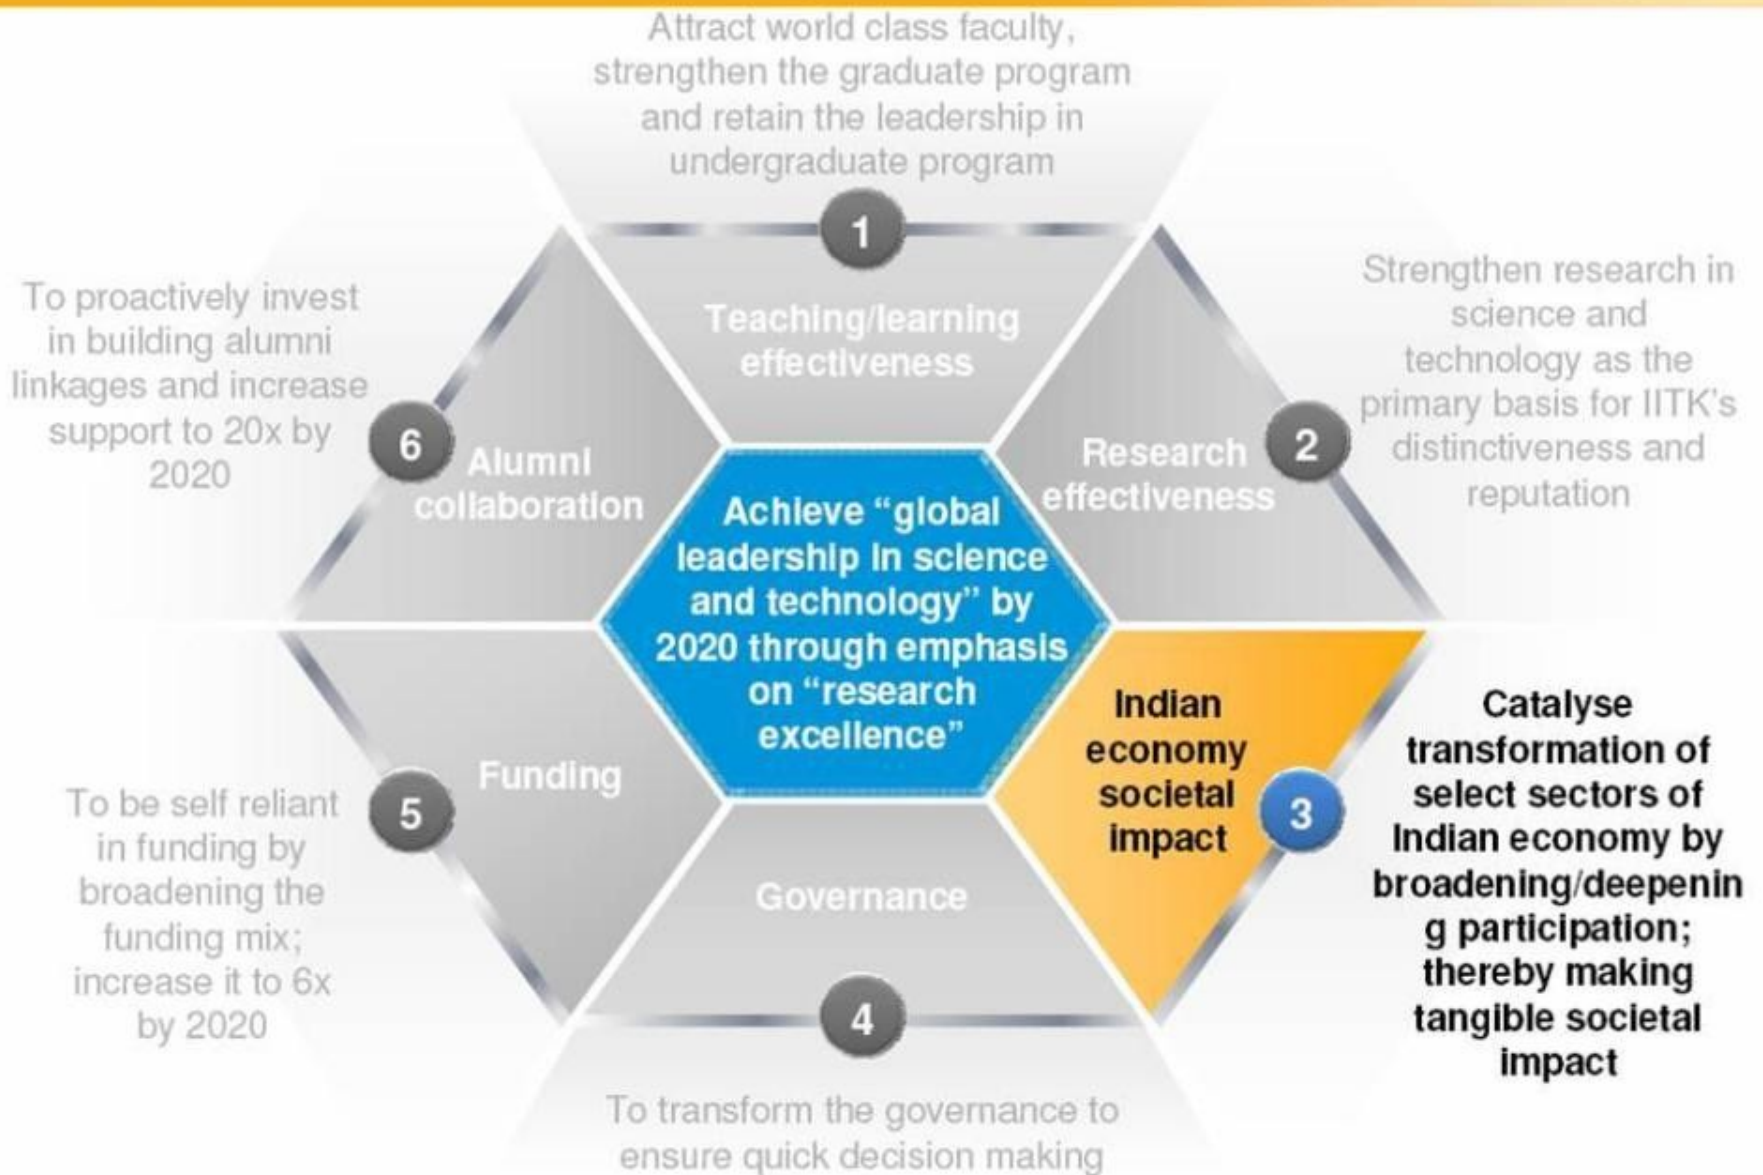 Attract world class faculty,
strengthen the graduate program
and retain the leadership in
undergraduate program
1
Teaching/learning
effectiveness
Strengthen research in
science and
technology as the
primary basis for IITK's
distinctiveness and
reputation
2
Research
effectiveness
Achieve “global
leadership in science
and technology” by
2020 through emphasis
on “research
excellence”
Indian
economy
societal
impact
3
Catalyse
transformation of
select sectors of
Indian economy by
broadening/deepenin
g participation;
thereby making
tangible societal
impact
Governance
4
To transform the governance to
ensure quick decision making
Funding
5
To be self reliant
in funding by
broadening the
funding mix;
increase it to 6x
by 2020
To proactively invest
in building alumni
linkages and increase
support to 20x by
2020
6
Alumni
collaboration